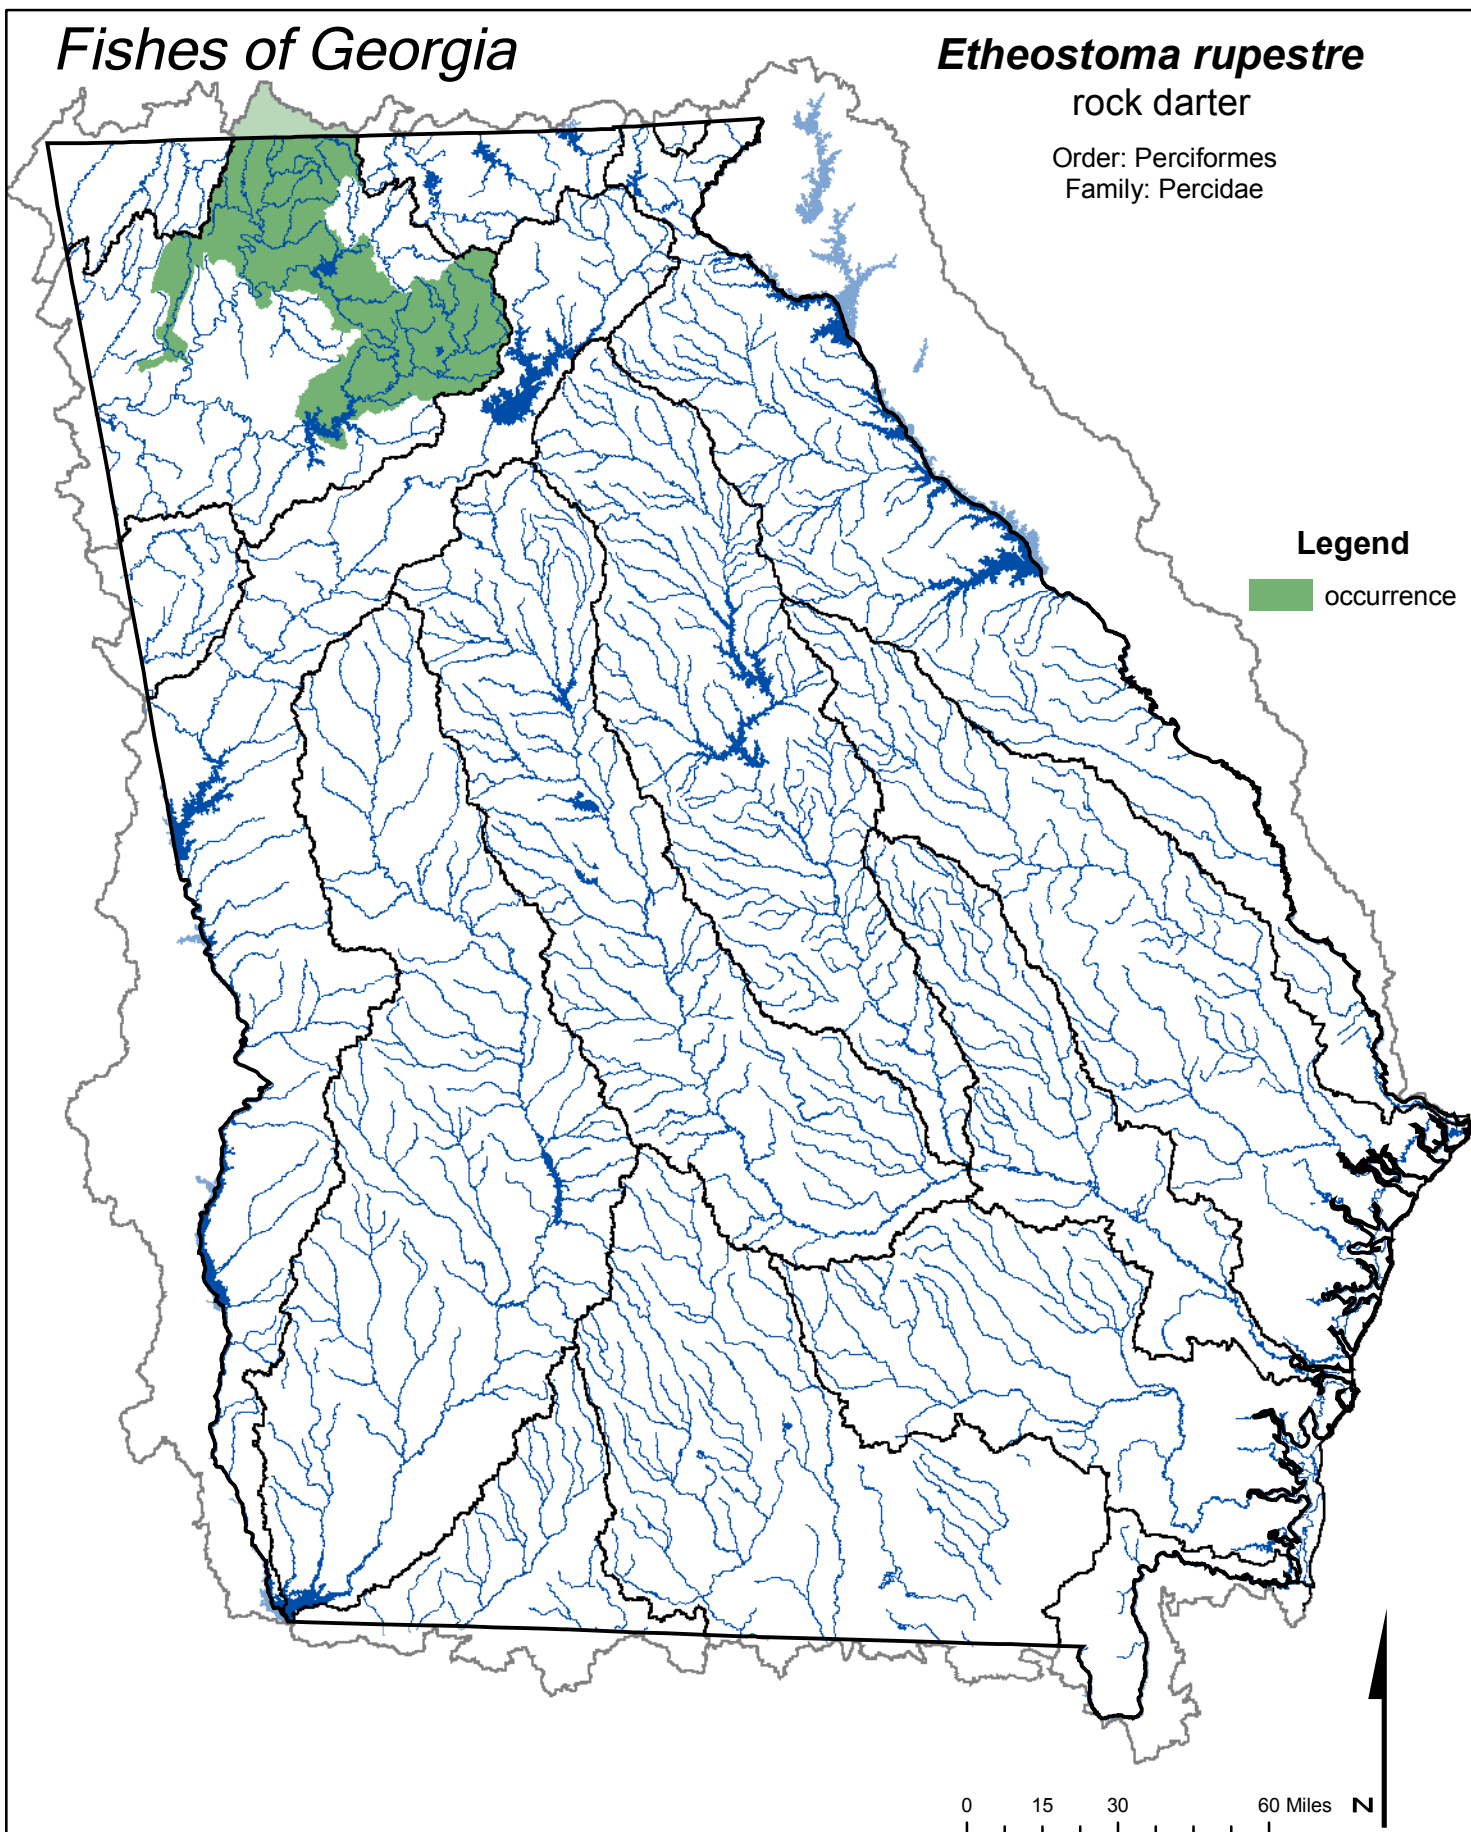 Fishes of Georgia
Etheostoma rupestre
rock darter
Order: Perciformes
Family: Percidae
Legend
occurrence
0 15 30 60 Miles
N